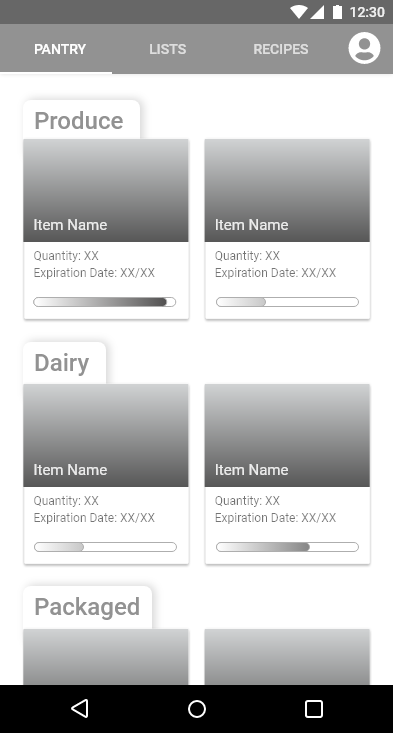 12:30
PANTRY LISTS RECIPES
Produce
Item Name Item Name
Quantity: XX Quantity: XX
Expiration Date: XX/XX Expiration Date: XX/XX
Dairy
Item Name Item Name
Quantity: XX Quantity: XX
Expiration Date: XX/XX Expiration Date: XX/XX
Packaged